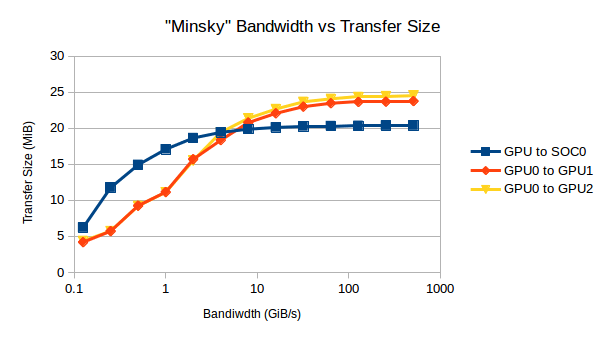 "Minsky" Bandwidth vs Transfer Size
30
25
20
15
10
5
0
Transfer Size (MiB)
0.1 1 10 100 1000
Bandiwdth (GiB/s)
GPU to SOC0
GPU0 to GPU1
GPU0 to GPU2